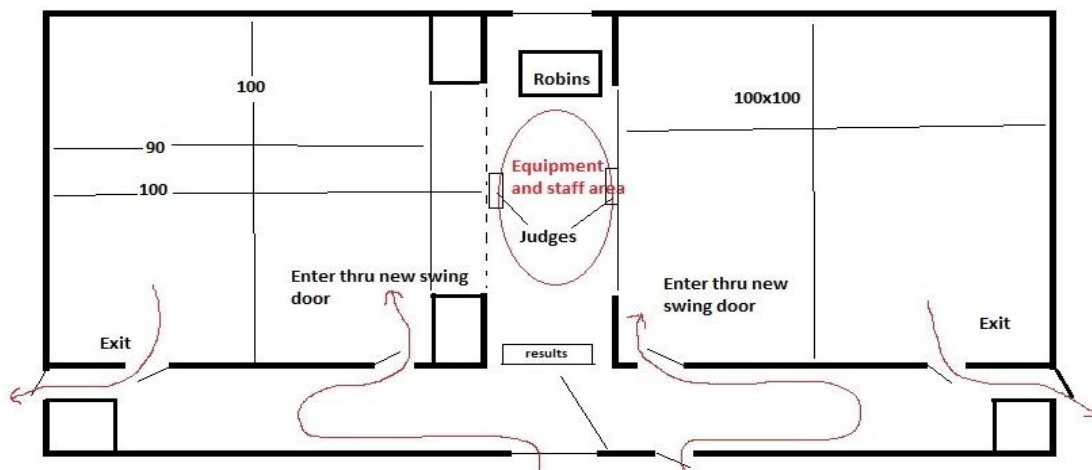 Robins
100
100x100
90
Equipment
and staff area
100
Judges
Enter thru new swing
door
Enter thru new
swing door
Exit
Exit
results